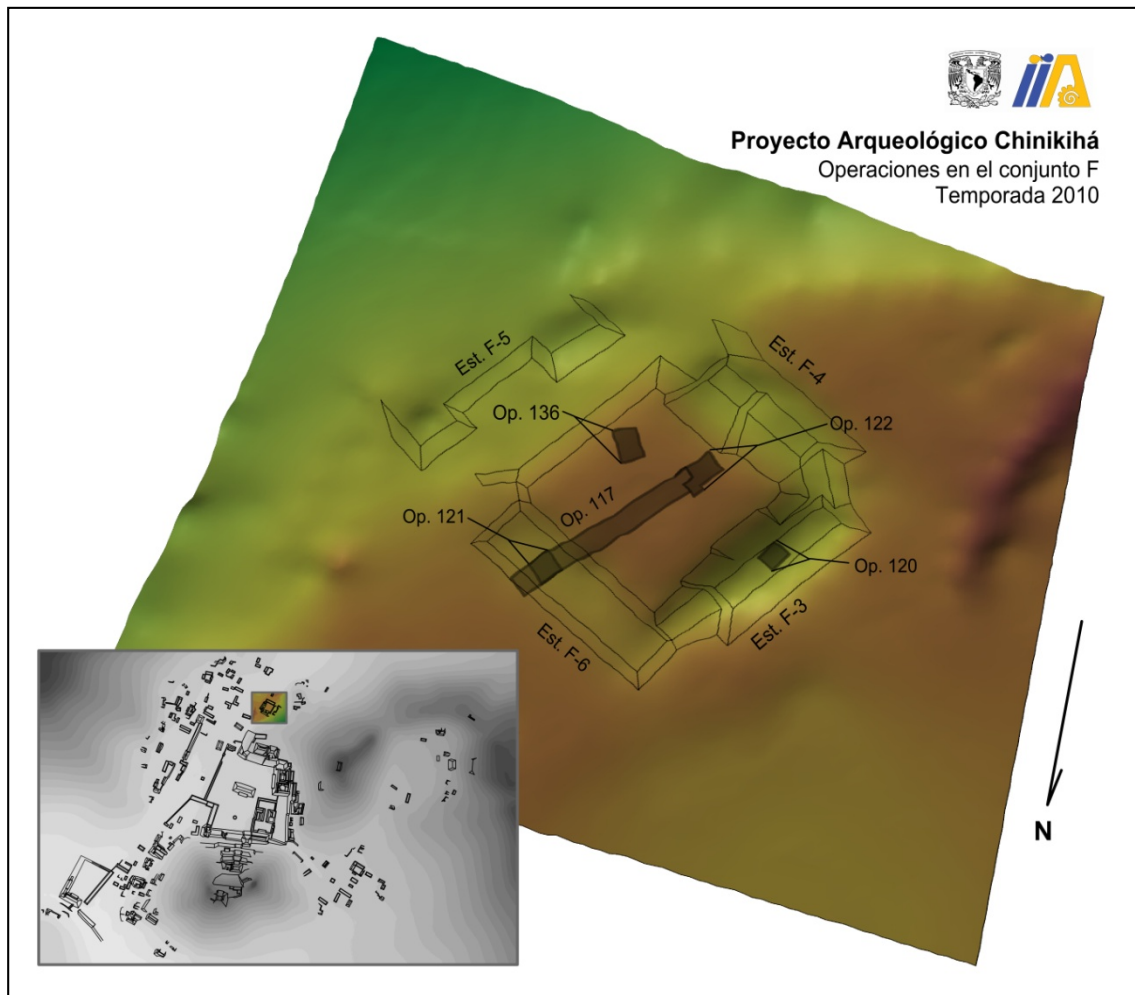 Proyecto Arqueológico Chinikihá
Operaciones en el conjunto F
Temporada 2010
Est. F-5
Est. F-4
Op. 136
Op. 122
Op. 117
Op. 121
Op. 120
Est. F-3
Est. F-6
N